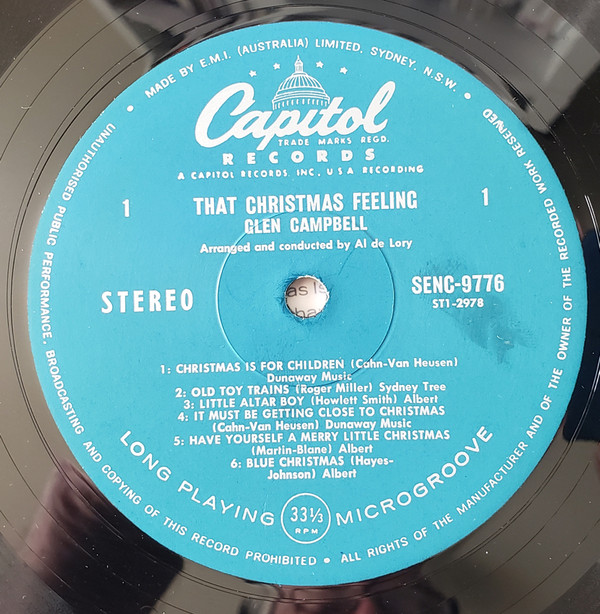 MADE BY E.M.I. (AUSTRALIA) LIMITED, SYDNEY, N.S.W.
Capitol
TRADE MARKS REGD.
RECORDS
A CAPITOL RECORDS, INC., U.S.A. RECORDING
1
THAT CHRISTMAS FEELING
1
GLEN CAMPBELL
Arranged and conducted by Al de Lory
STEREO
SENC-9776
ST1-2978
1: CHRISTMAS IS FOR CHILDREN (Cahn-Van Heusen)
Dunaway Music
2: OLD TOY TRAINS (Roger Miller) Sydney Tree
3: LITTLE ALTAR BOY (Howlett Smith) Albert
4: IT MUST BE GETTING CLOSE TO CHRISTMAS
(Cahn-Van Heusen) Dunaway Music
5: HAVE YOURSELF A MERRY LITTLE CHRISTMAS
(Martin-Blane) Albert
6: BLUE CHRISTMAS (Hayes-
Johnson) Albert
LONG PLAYING 33⅓ RPM MICROGROOVE
UNAUTHORISED PUBLIC PERFORMANCE, BROADCASTING AND COPYING OF THIS RECORD PROHIBITED • ALL RIGHTS OF THE MANUFACTURER AND OF THE OWNER OF THE RECORDED WORK RESERVED